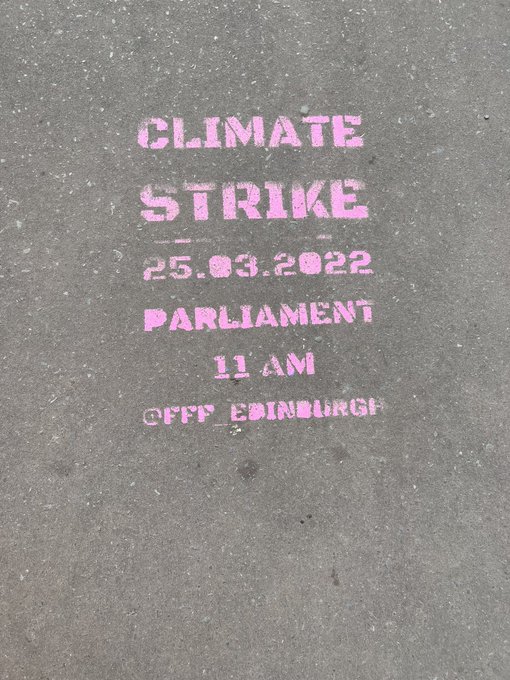 CLIMATE
STRIKE
25.03.2022
PARLIAMENT
11 AM
@FFF_EDINBURGH